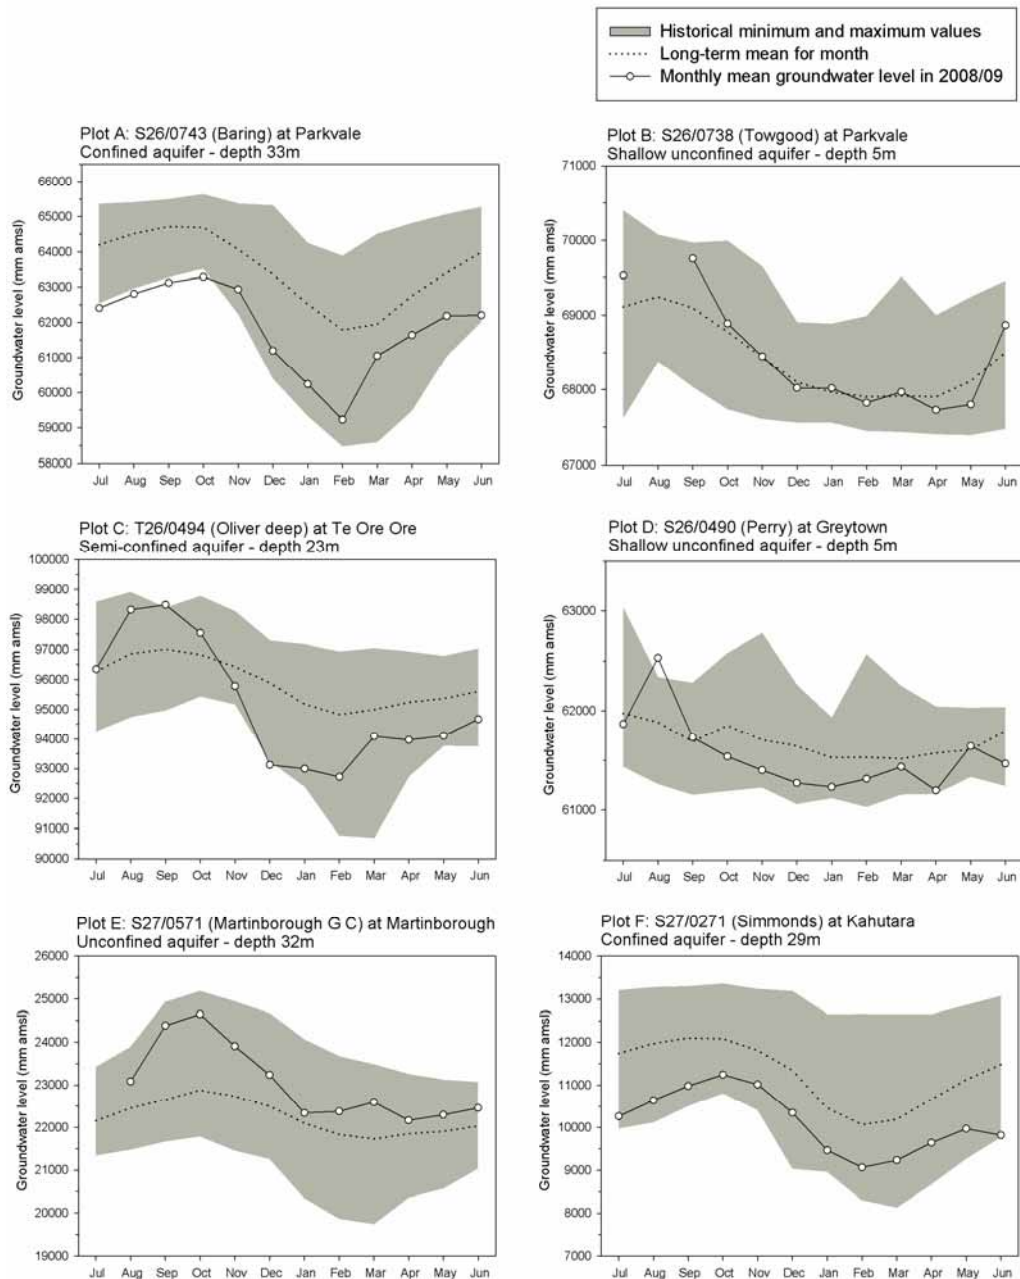 Historical minimum and maximum values
Long-term mean for month
Monthly mean groundwater level in 2008/09
Plot A: S26/0743 (Baring) at Parkvale
Confined aquifer - depth 33m
Groundwater level (mm amsl)
66000
65000
64000
63000
62000
61000
60000
59000
58000
Jul Aug Sep Oct Nov Dec Jan Feb Mar Apr May Jun
Plot B: S26/0738 (Towgood) at Parkvale
Shallow unconfined aquifer - depth 5m
Groundwater level (mm amsl)
71000
70000
69000
68000
67000
Jul Aug Sep Oct Nov Dec Jan Feb Mar Apr May Jun
Plot C: T26/0494 (Oliver deep) at Te Ore Ore
Semi-confined aquifer - depth 23m
Groundwater level (mm amsl)
100000
99000
98000
97000
96000
95000
94000
93000
92000
91000
90000
Jul Aug Sep Oct Nov Dec Jan Feb Mar Apr May Jun
Plot D: S26/0490 (Perry) at Greytown
Shallow unconfined aquifer - depth 5m
Groundwater level (mm amsl)
63000
62000
61000
Jul Aug Sep Oct Nov Dec Jan Feb Mar Apr May Jun
Plot E: S27/0571 (Martinborough G C) at Martinborough
Unconfined aquifer - depth 32m
Groundwater level (mm amsl)
26000
25000
24000
23000
22000
21000
20000
19000
Jul Aug Sep Oct Nov Dec Jan Feb Mar Apr May Jun
Plot F: S27/0271 (Simmonds) at Kahutara
Confined aquifer - depth 29m
Groundwater level (mm amsl)
14000
13000
12000
11000
10000
9000
8000
7000
Jul Aug Sep Oct Nov Dec Jan Feb Mar Apr May Jun